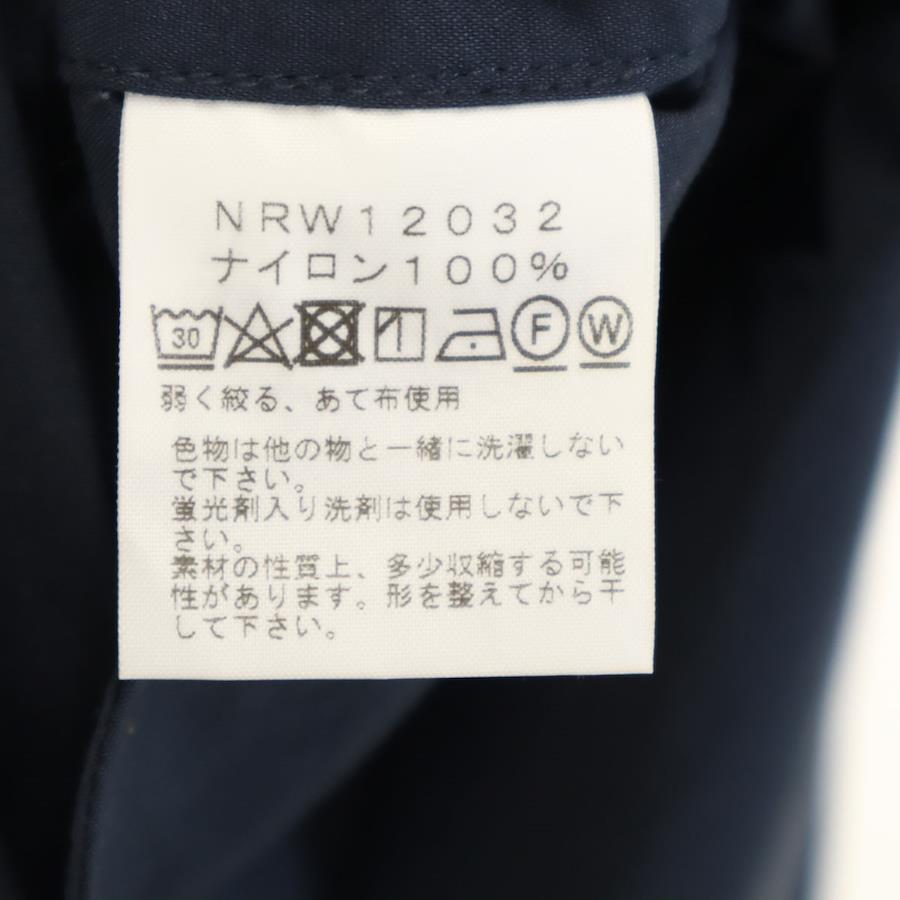 NRW12032
ナイロン100%
30 F W
弱く絞る、あて布使用
色物は他の物と一緒に洗濯しない
で下さい。
蛍光剤入り洗剤は使用しないで下
さい。
素材の性質上、多少収縮する可能
性があります。形を整えてから干
して下さい。